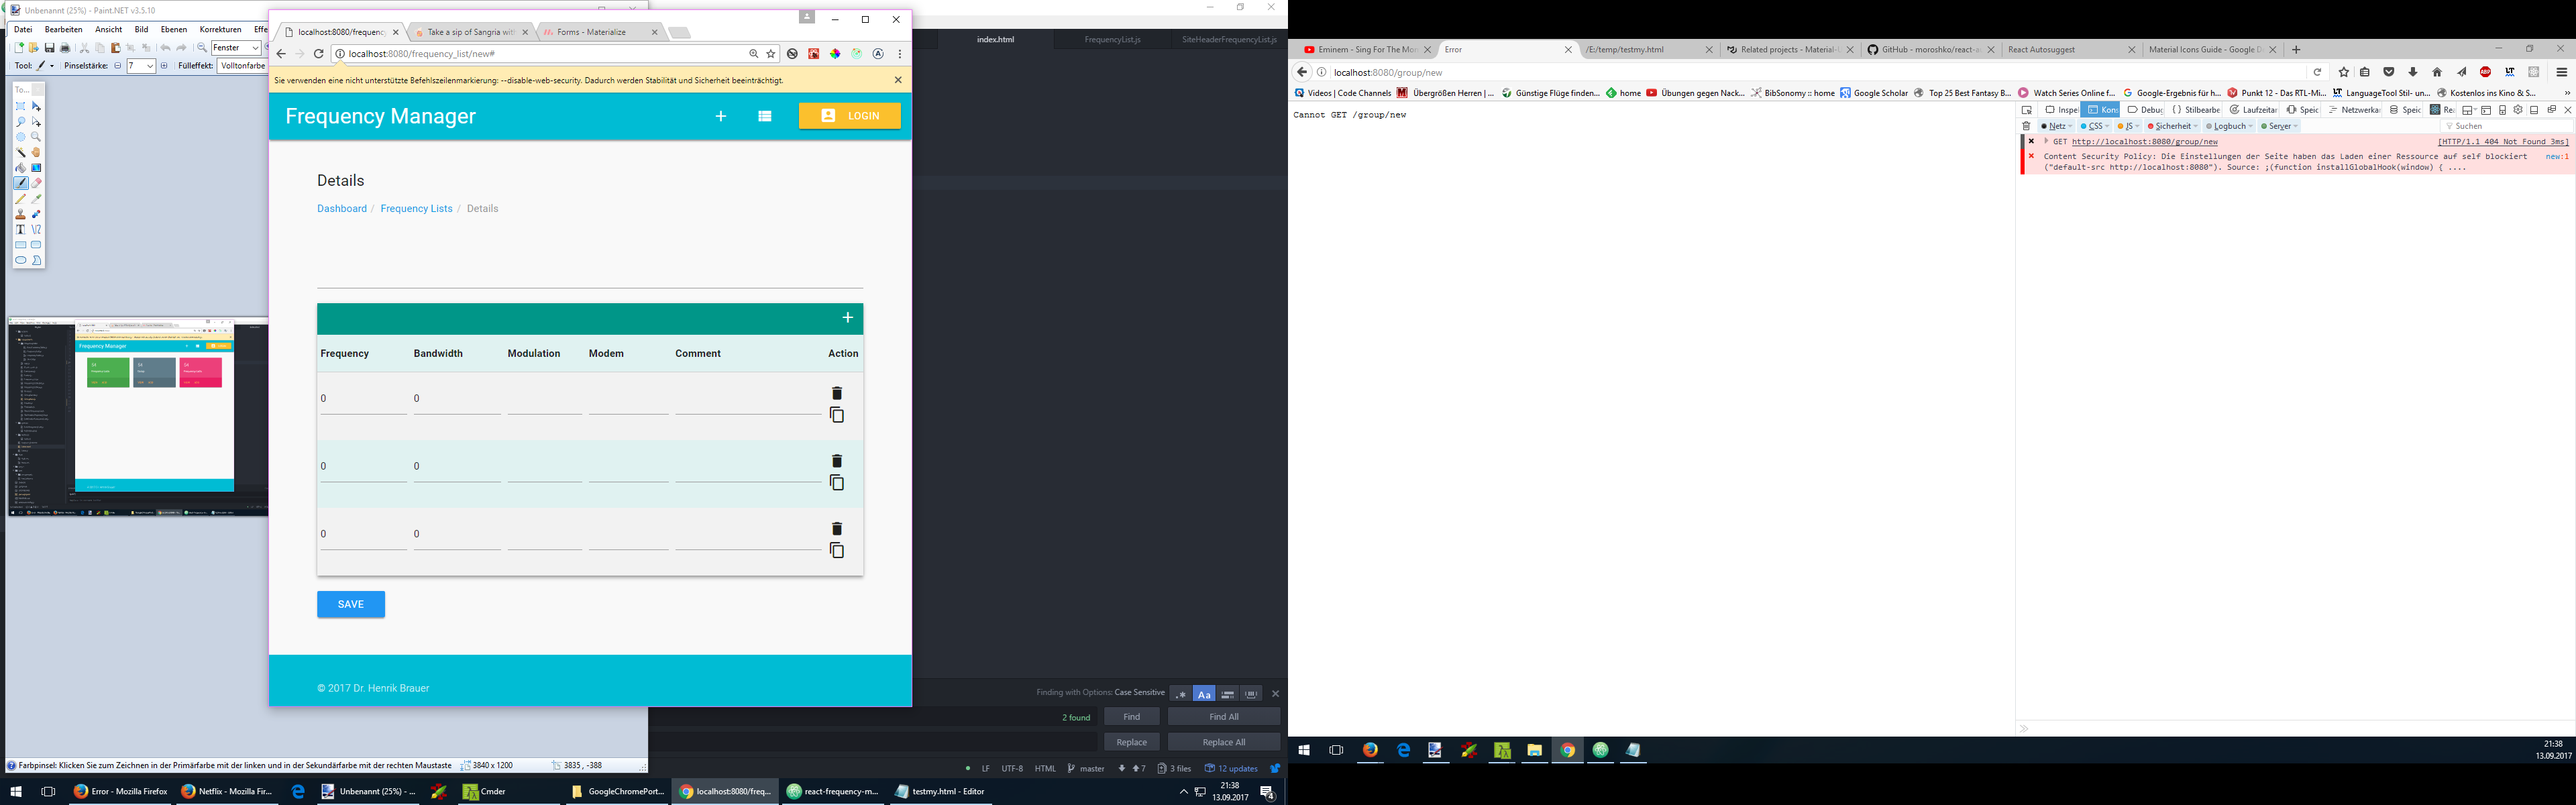 Unbenannt (25%) - Paint.NET v3.5.10
Datei Bearbeiten Ansicht Bild Ebenen Korrekturen Effe
Fenster
Tool: Pinselstärke: 7 Fülleffekt: Volltonfarbe
To...
Farbpinsel: Klicken Sie zum Zeichnen in der Primärfarbe mit der linken und in der Sekundärfarbe mit der rechten Maustaste 3840 x 1200 3835 , -388
localhost:8080/frequency Take a sip of Sangria with Forms - Materialize
localhost:8080/frequency_list/new#
Sie verwenden eine nicht unterstützte Befehlszeilenmarkierung: --disable-web-security. Dadurch werden Stabilität und Sicherheit beeinträchtigt.
Frequency Manager
LOGIN
Details
Dashboard / Frequency Lists / Details
Frequency Bandwidth Modulation Modem Comment Action
0 0
0 0
0 0
SAVE
© 2017 Dr. Henrik Brauer
index.html FrequencyList.js SiteHeaderFrequencyList.js
Finding with Options: Case Sensitive
.* Aa
2 found Find Find All
Replace Replace All
LF UTF-8 HTML master 7 3 files 12 updates
Error - Mozilla Firefox Netflix - Mozilla Fir... Unbenannt (25%) - ... Cmder GoogleChromePort... localhost:8080/freq... react-frequency-m... testmy.html - Editor
21:38
13.09.2017
4
Eminem - Sing For The Mom Error /E:/temp/testmy.html Related projects - Material-U GitHub - moroshko/react-a React Autosuggest Material Icons Guide - Google D
localhost:8080/group/new
ABP LT
Videos | Code Channels Übergrößen Herren | ... Günstige Flüge finden... home Übungen gegen Nack... BibSonomy :: home Google Scholar Top 25 Best Fantasy B... Watch Series Online f... Google-Ergebnis für h... Punkt 12 - Das RTL-Mi... LanguageTool Stil- un... Kostenlos ins Kino & S...
Cannot GET /group/new
Inspe Kons Debug Stilbearbe Laufzeitar Speic Netzwerkar Speic Re
Netz CSS JS Sicherheit Logbuch Server Suchen
GET http://localhost:8080/group/new [HTTP/1.1 404 Not Found 3ms]
Content Security Policy: Die Einstellungen der Seite haben das Laden einer Ressource auf self blockiert new:1
("default-src http://localhost:8080"). Source: ;(function installGlobalHook(window) { ....
21:38
13.09.2017